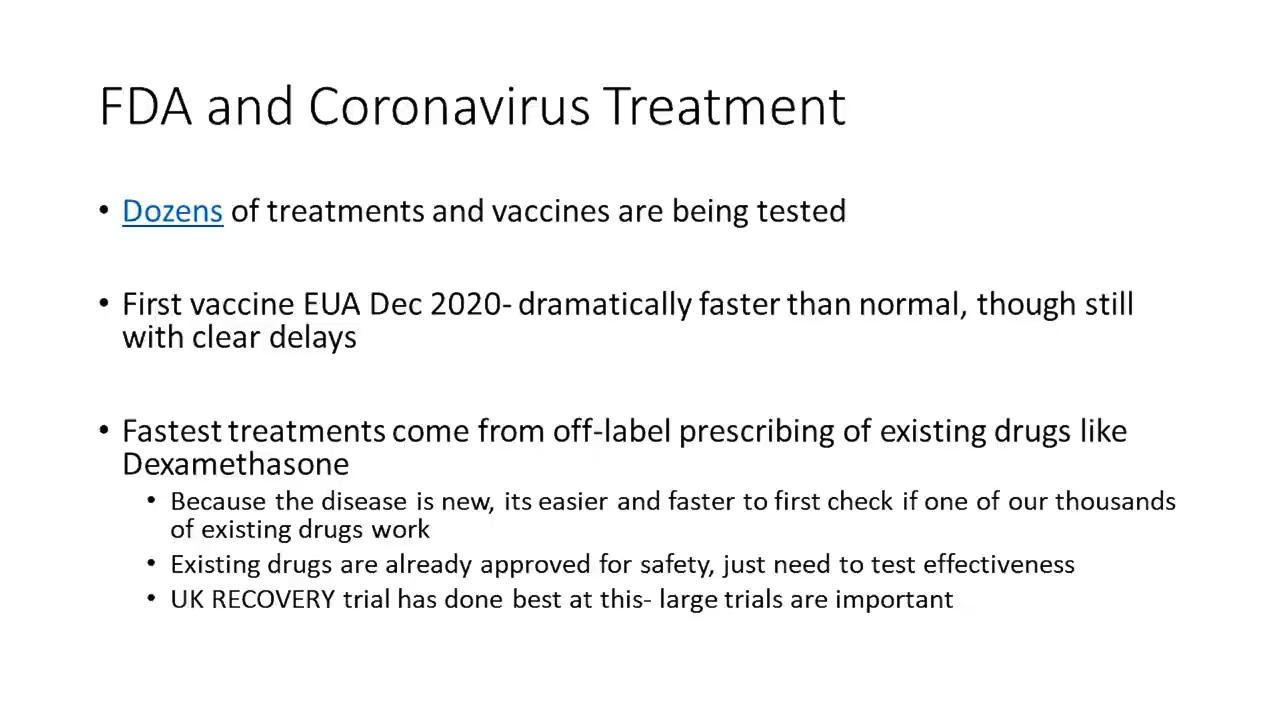 FDA and Coronavirus Treatment
• Dozens of treatments and vaccines are being tested
• First vaccine EUA Dec 2020- dramatically faster than normal, though still
with clear delays
• Fastest treatments come from off-label prescribing of existing drugs like
Dexamethasone
• Because the disease is new, its easier and faster to first check if one of our thousands
of existing drugs work
• Existing drugs are already approved for safety, just need to test effectiveness
• UK RECOVERY trial has done best at this- large trials are important